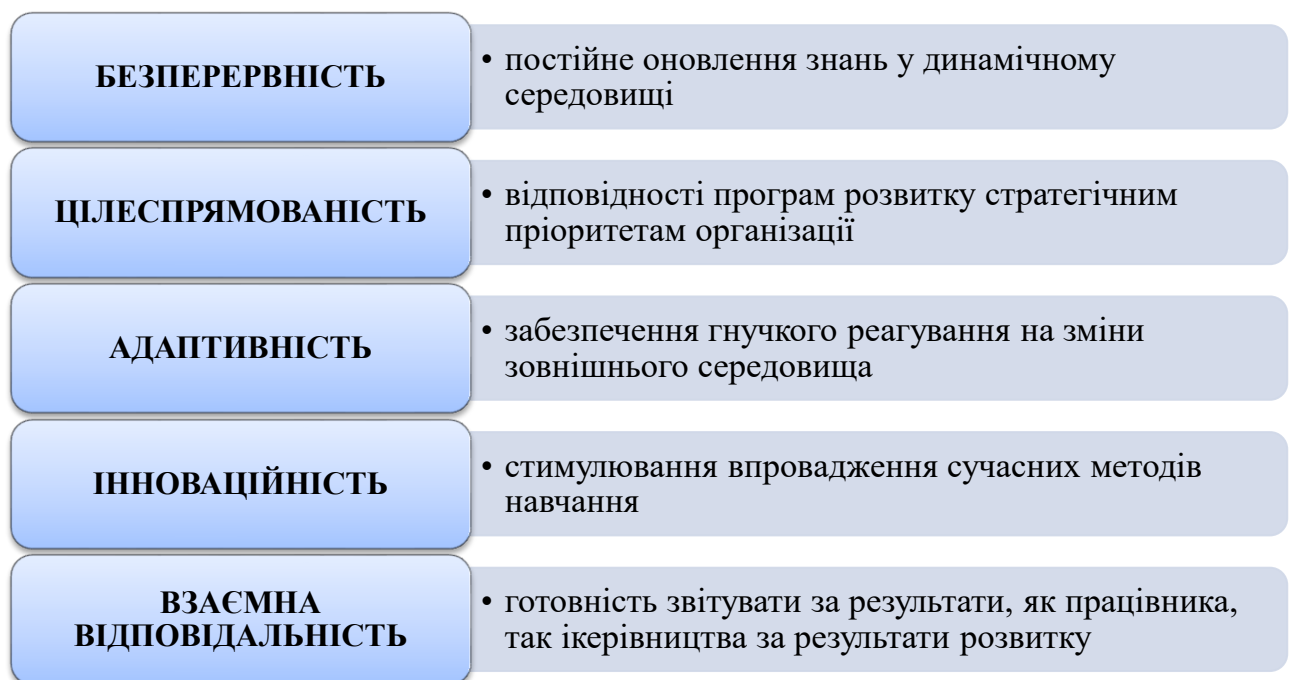 БЕЗПЕРЕРВНІСТЬ
• постійне оновлення знань у динамічному
середовищі
ЦІЛЕСПРЯМОВАНІСТЬ
• відповідності програм розвитку стратегічним
пріоритетам організації
АДАПТИВНІСТЬ
• забезпечення гнучкого реагування на зміни
зовнішнього середовища
ІННОВАЦІЙНІСТЬ
• стимулювання впровадження сучасних методів
навчання
ВЗАЄМНА
ВІДПОВІДАЛЬНІСТЬ
• готовність звітувати за результати, як працівника,
так ікерівництва за результати розвитку